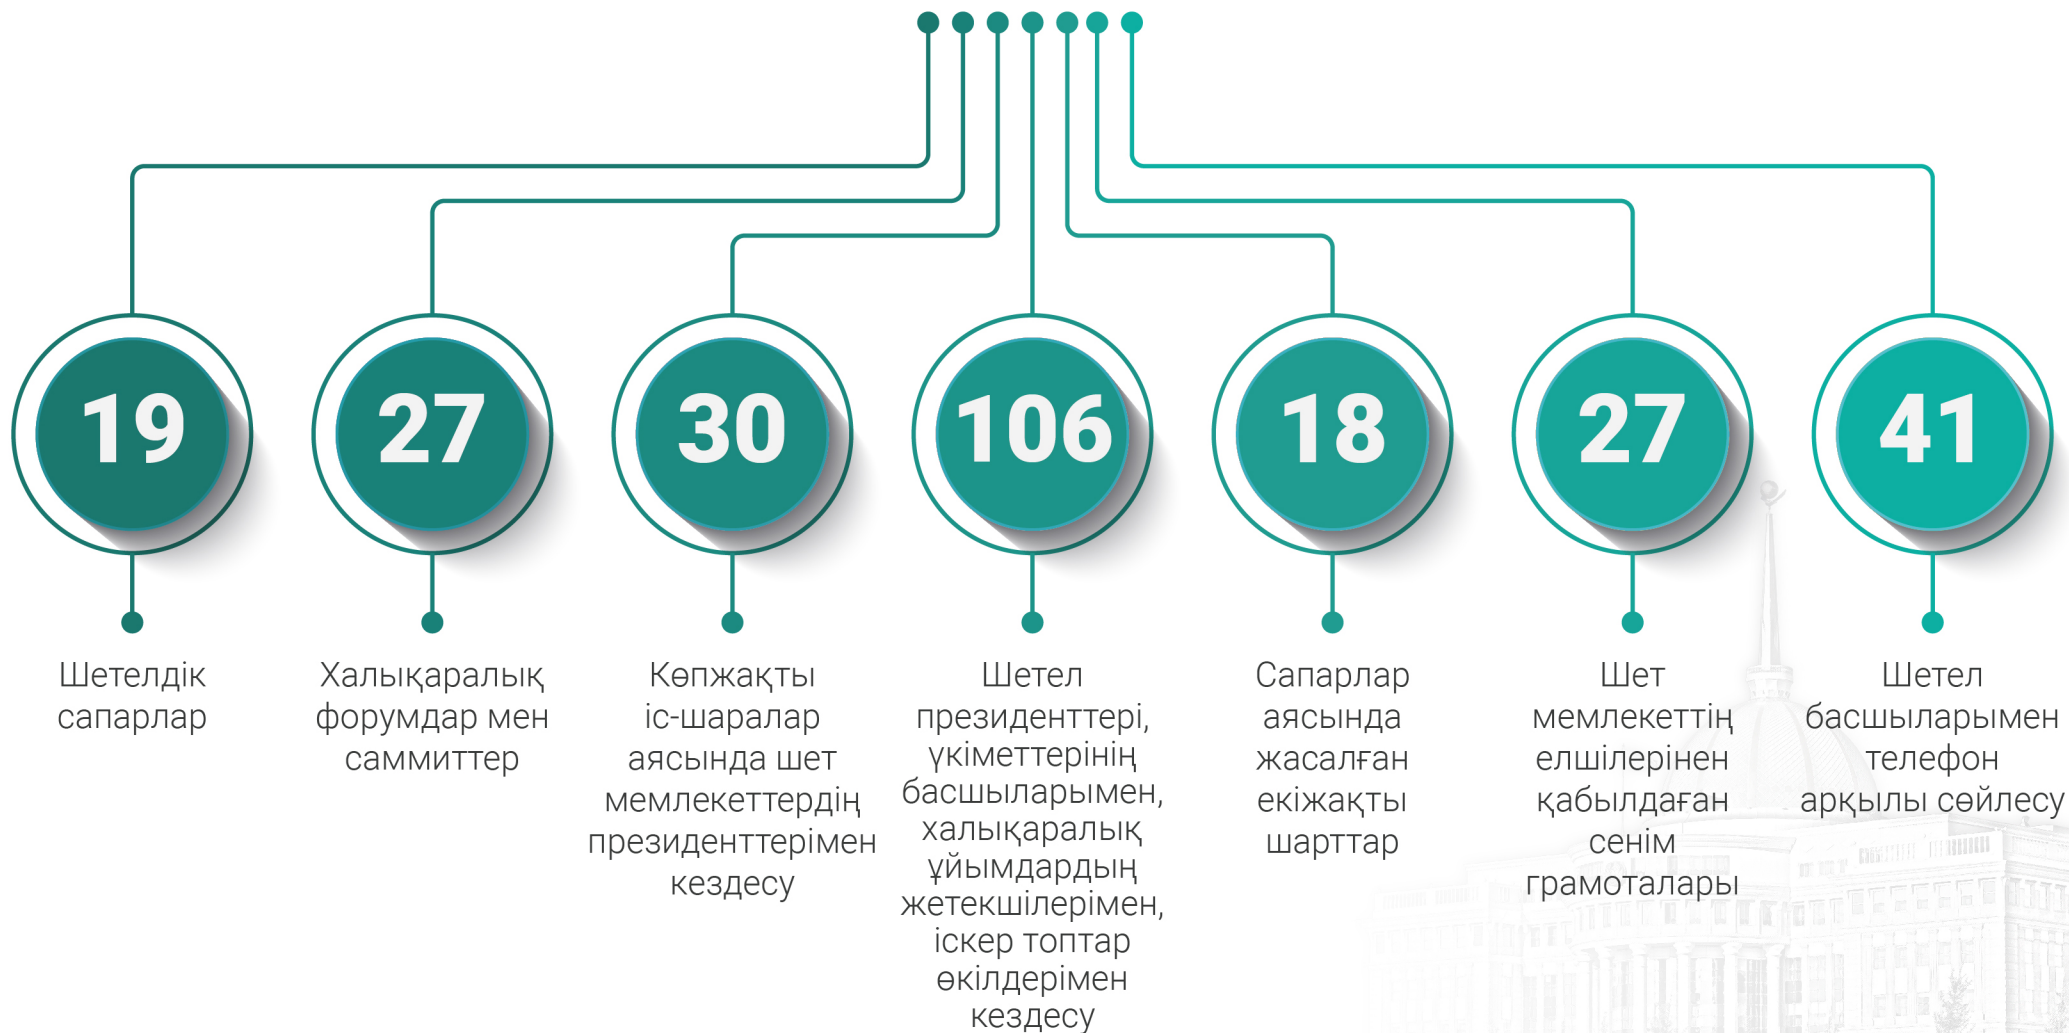 19
27
30
106
18
27
41
Шетелдік
сапарлар
Халықаралық
форумдар мен
саммиттер
Көпжақты
іс-шаралар
аясында шет
мемлекеттердің
президенттерімен
кездесу
Шетел
президенттері,
үкіметтерінің
басшыларымен,
халықаралық
ұйымдардың
жетекшілерімен,
іскер топтар
өкілдерімен
кездесу
Сапарлар
аясында
жасалған
екіжақты
шарттар
Шет
мемлекеттің
елшілерінен
қабылдаған
сенім
грамоталары
Шетел
басшыларымен
телефон
арқылы сөйлесу